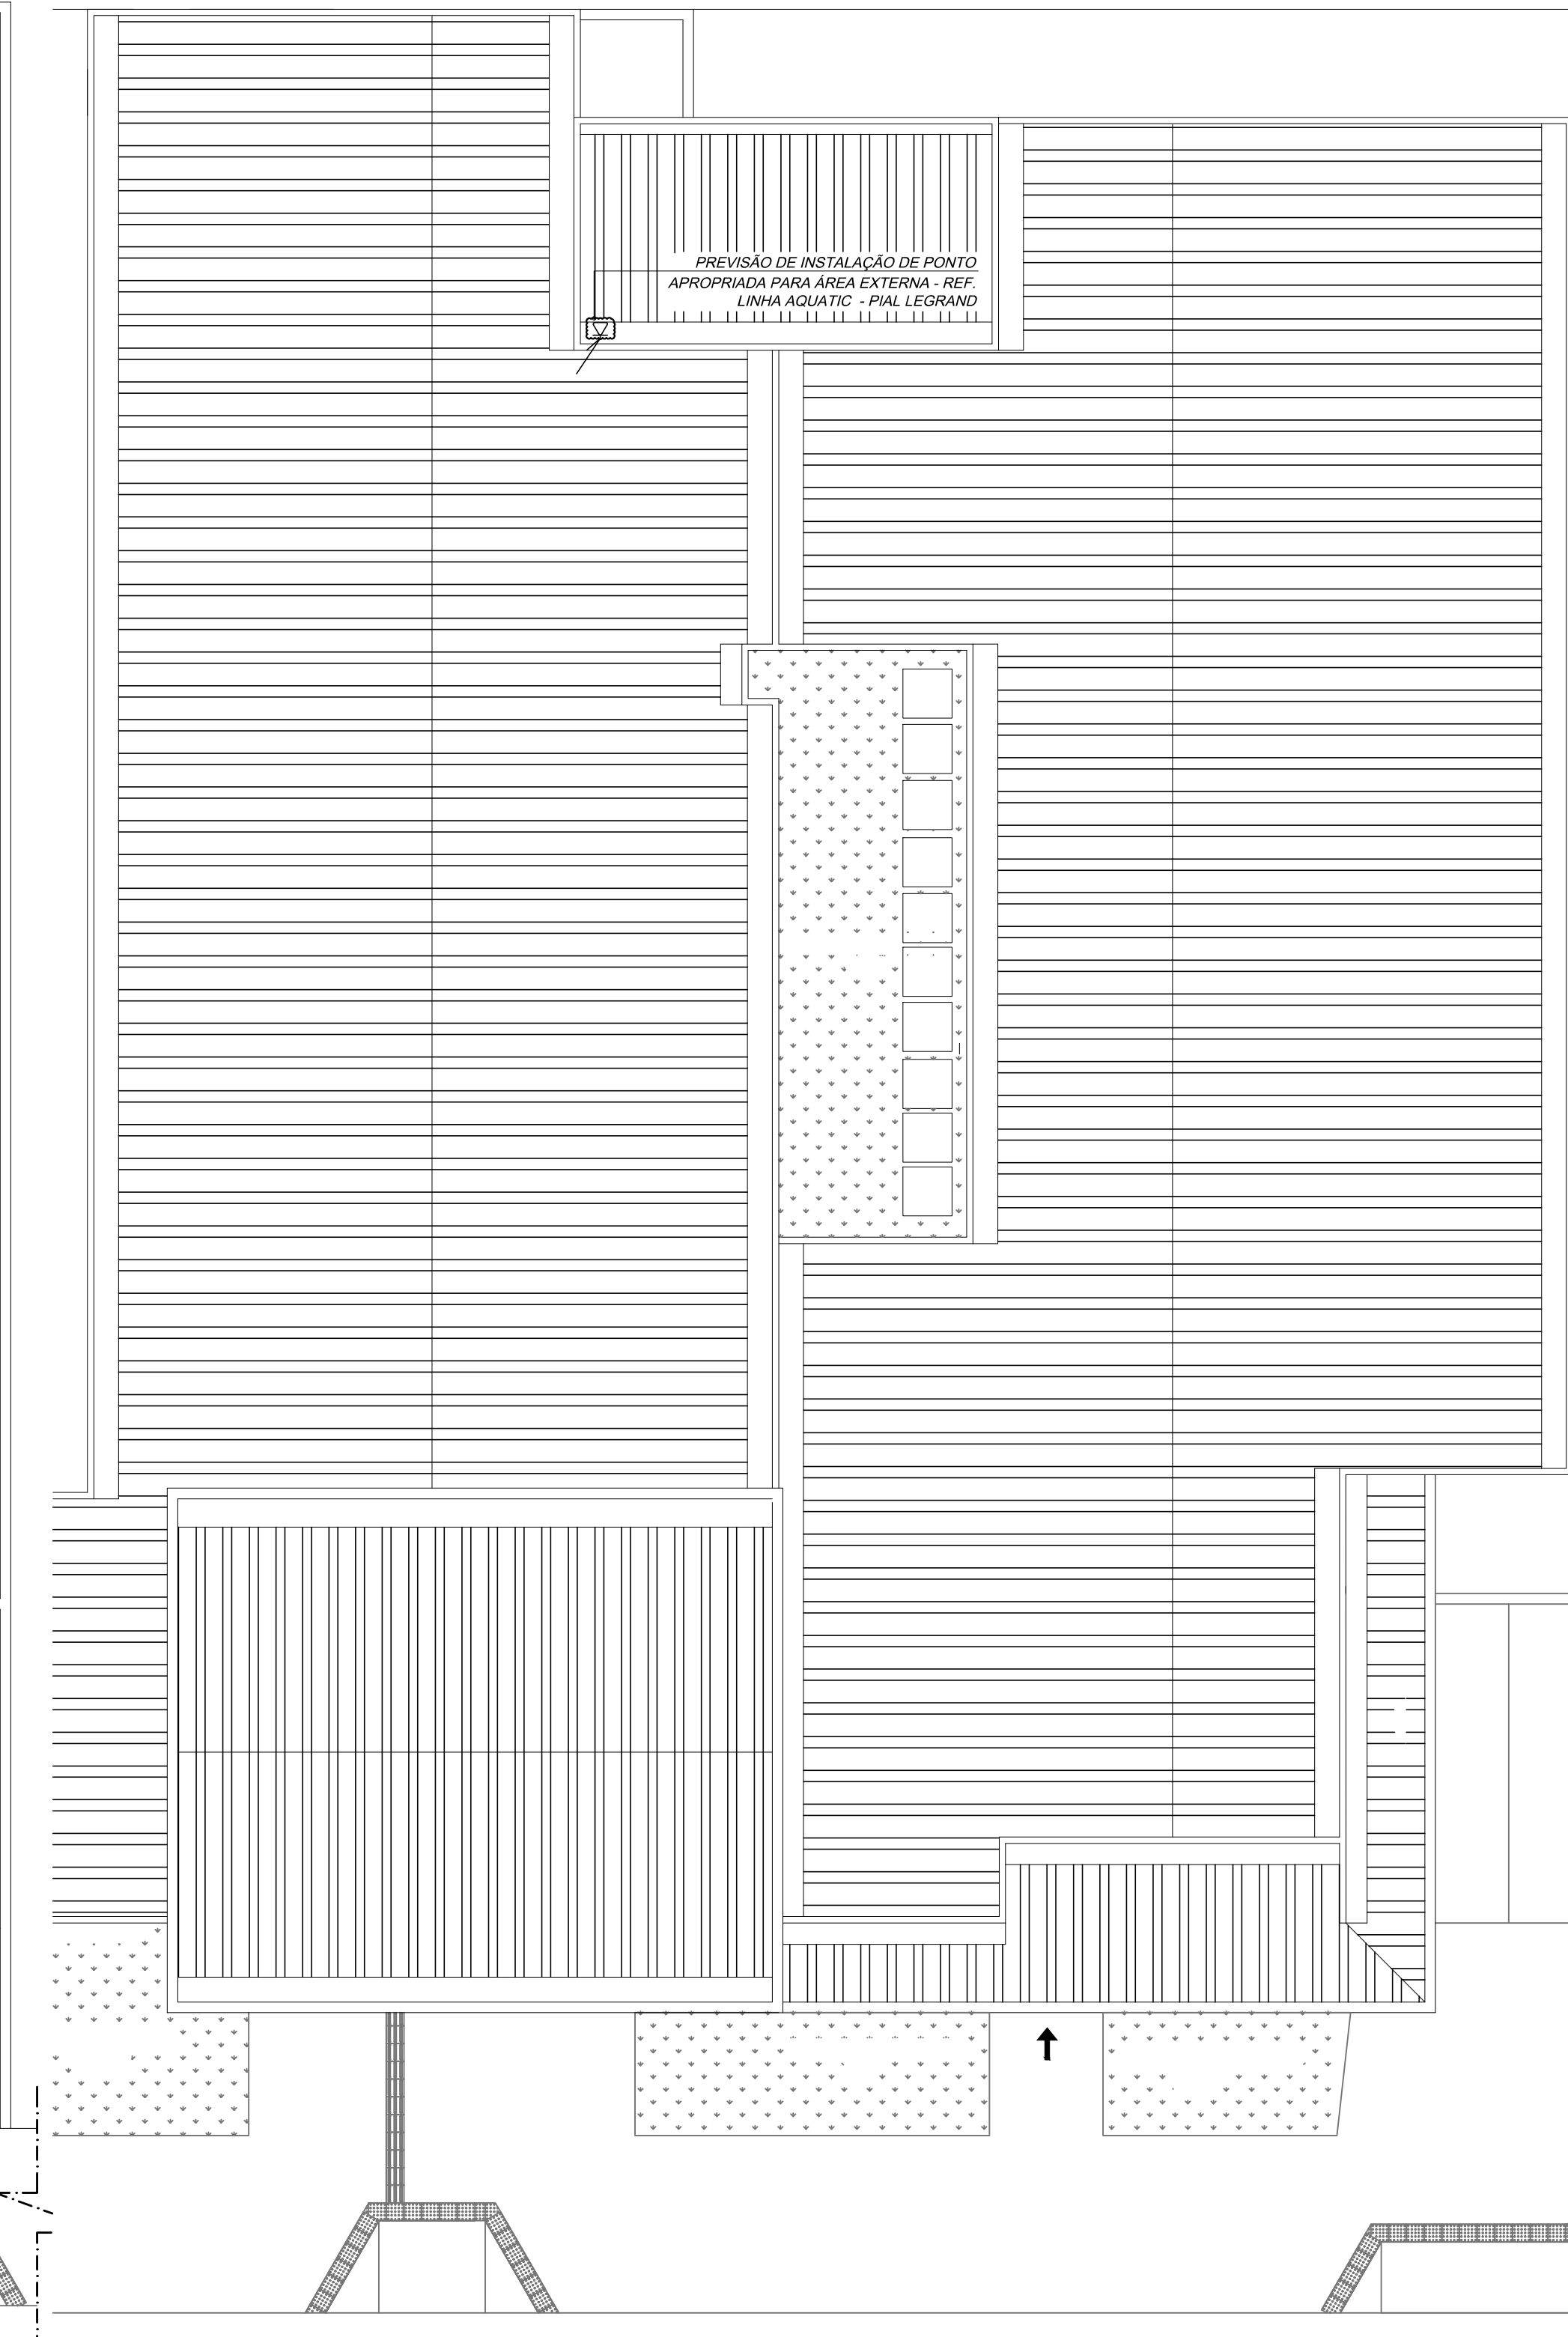 PREVISÃO DE INSTALAÇÃO DE PONTO
APROPRIADA PARA ÁREA EXTERNA - REF.
LINHA AQUATIC - PIAL LEGRAND